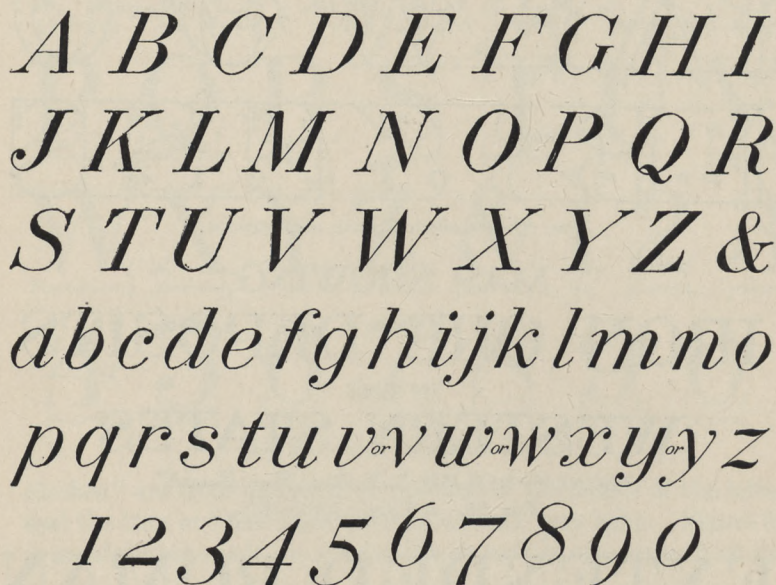 A B C D E F G H I
J K L M N O P Q R
S T U V W X Y Z &
a b c d e f g h i j k l m n o
p q r s t u v or v w or w x y or y z
1 2 3 4 5 6 7 8 9 0